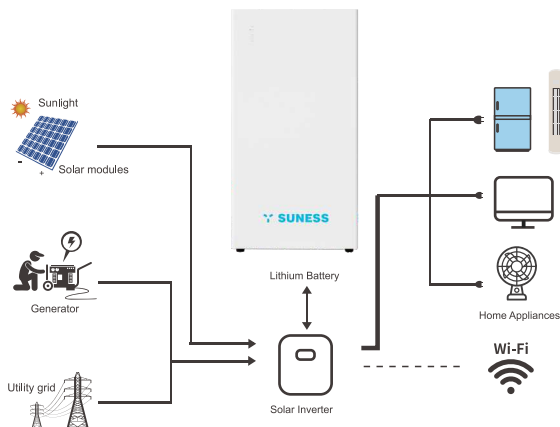 Sunlight
- 
+
Solar modules
SUNESS
Lithium Battery
Generator
Home Appliances
Wi-Fi
Utility grid
Solar Inverter